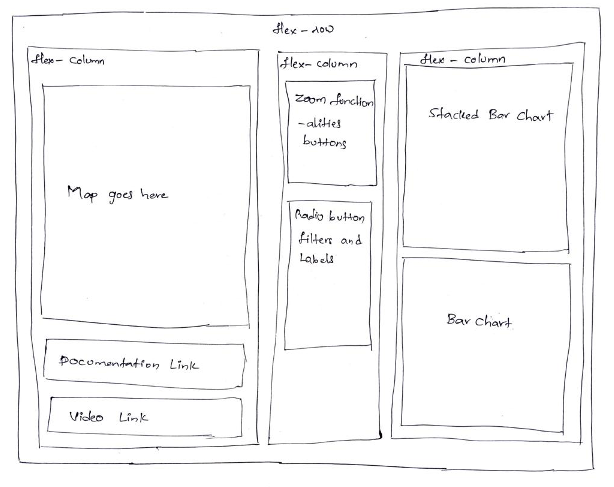 flex-row
flex-column
Map goes here
Documentation Link
Video Link
flex-column
Zoom function
-alities
buttons
Radio button
filters and
Labels
flex-column
Stacked Bar Chart
Bar Chart